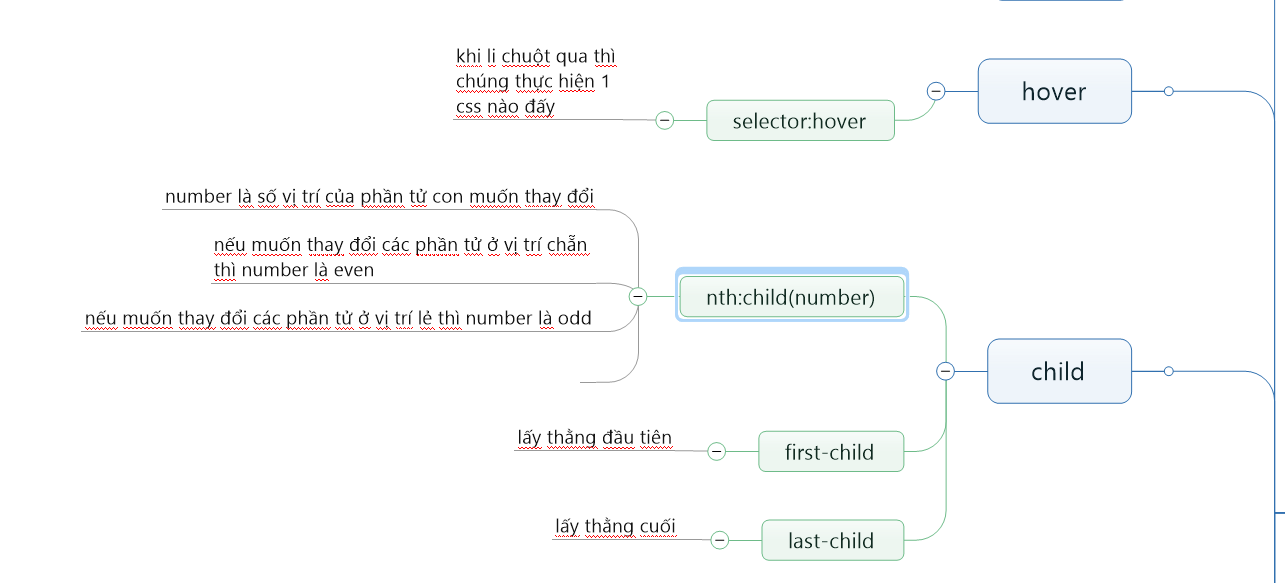 khi li chuột qua thì
chúng thực hiện 1
css nào đấy
selector:hover
hover
number là số vị trí của phần tử con muốn thay đổi
nếu muốn thay đổi các phần tử ở vị trí chẵn
thì number là even
nếu muốn thay đổi các phần tử ở vị trí lẻ thì number là odd
nth:child(number)
child
lấy thằng đầu tiên
first-child
lấy thằng cuối
last-child